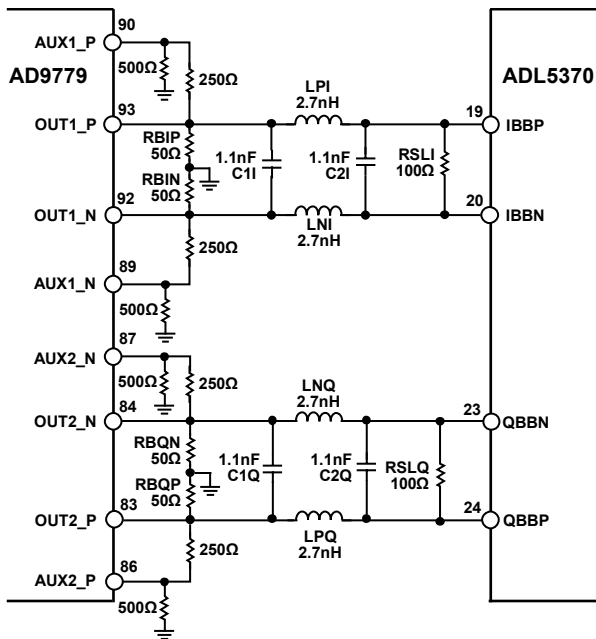 90
AUX1_P
AD9779
500Ω
250Ω
ADL5370
LPI
2.7nH
93
19
OUT1_P
IBBP
RBIP
50Ω
1.1nF
C1I
1.1nF
C2I
RSLI
100Ω
RBIN
50Ω
92
20
OUT1_N
IBBN
LNI
2.7nH
250Ω
89
AUX1_N
500Ω
87
AUX2_N
500Ω
250Ω
LNQ
2.7nH
84
23
OUT2_N
QBBN
RBQN
50Ω
1.1nF
C1Q
1.1nF
C2Q
RSLQ
100Ω
RBQP
50Ω
83
24
OUT2_P
QBBP
LPQ
2.7nH
250Ω
86
AUX2_P
500Ω